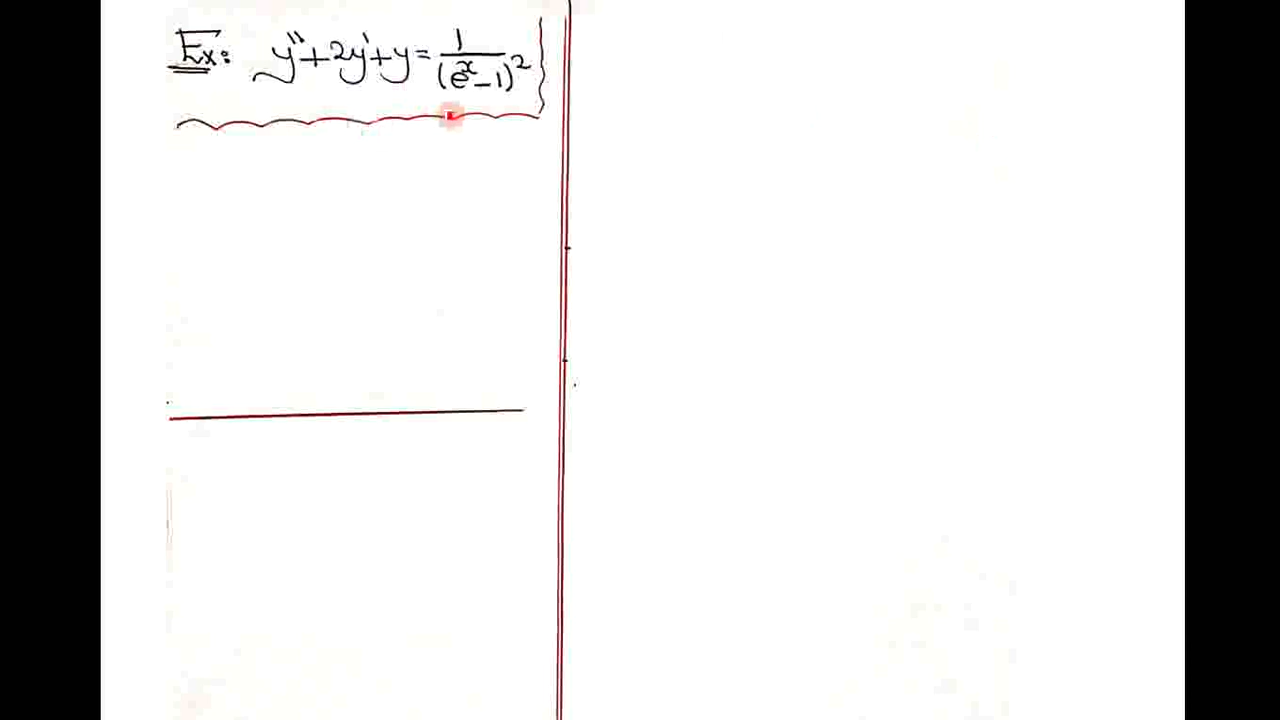 Ex: y'' + 2y' + y = 1/(e^x - 1)^2